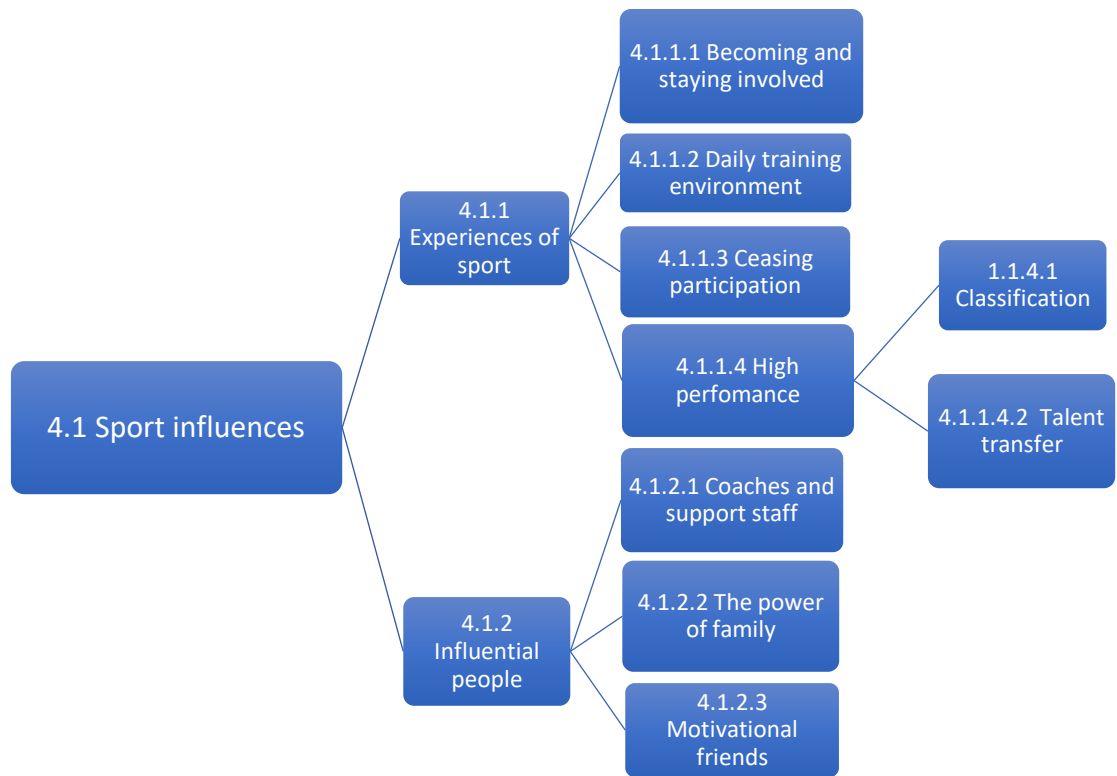 4.1 Sport influences
4.1.1
Experiences of
sport
4.1.1.1 Becoming and
staying involved
4.1.1.2 Daily training
environment
4.1.1.3 Ceasing
participation
4.1.1.4 High
perfomance
1.1.4.1
Classification
4.1.1.4.2 Talent
transfer
4.1.2
Influential
people
4.1.2.1 Coaches and
support staff
4.1.2.2 The power
of family
4.1.2.3
Motivational
friends